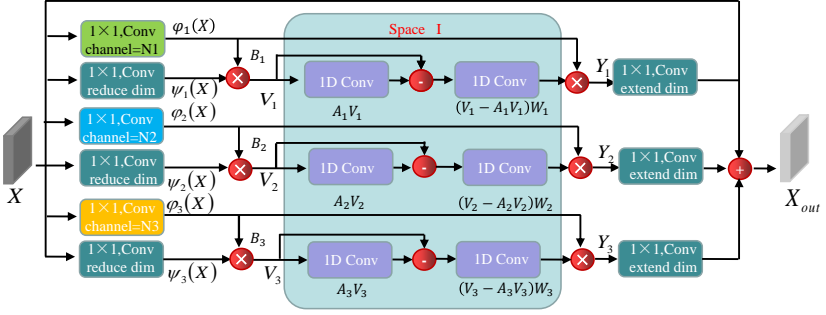 1×1,Conv
channel=N1
φ₁(X)
Space I
B₁
1×1,Conv
reduce dim
ψ₁(X)
V₁
1D Conv
-
1D Conv
Y₁
1×1,Conv
extend dim
A₁V₁
(V₁ − A₁V₁)W₁
1×1,Conv
channel=N2
φ₂(X)
B₂
X
1×1,Conv
reduce dim
ψ₂(X)
V₂
1D Conv
-
1D Conv
Y₂
1×1,Conv
extend dim
+
X_out
A₂V₂
(V₂ − A₂V₂)W₂
1×1,Conv
channel=N3
φ₃(X)
B₃
1×1,Conv
reduce dim
ψ₃(X)
V₃
1D Conv
-
1D Conv
Y₃
1×1,Conv
extend dim
A₃V₃
(V₃ − A₃V₃)W₃